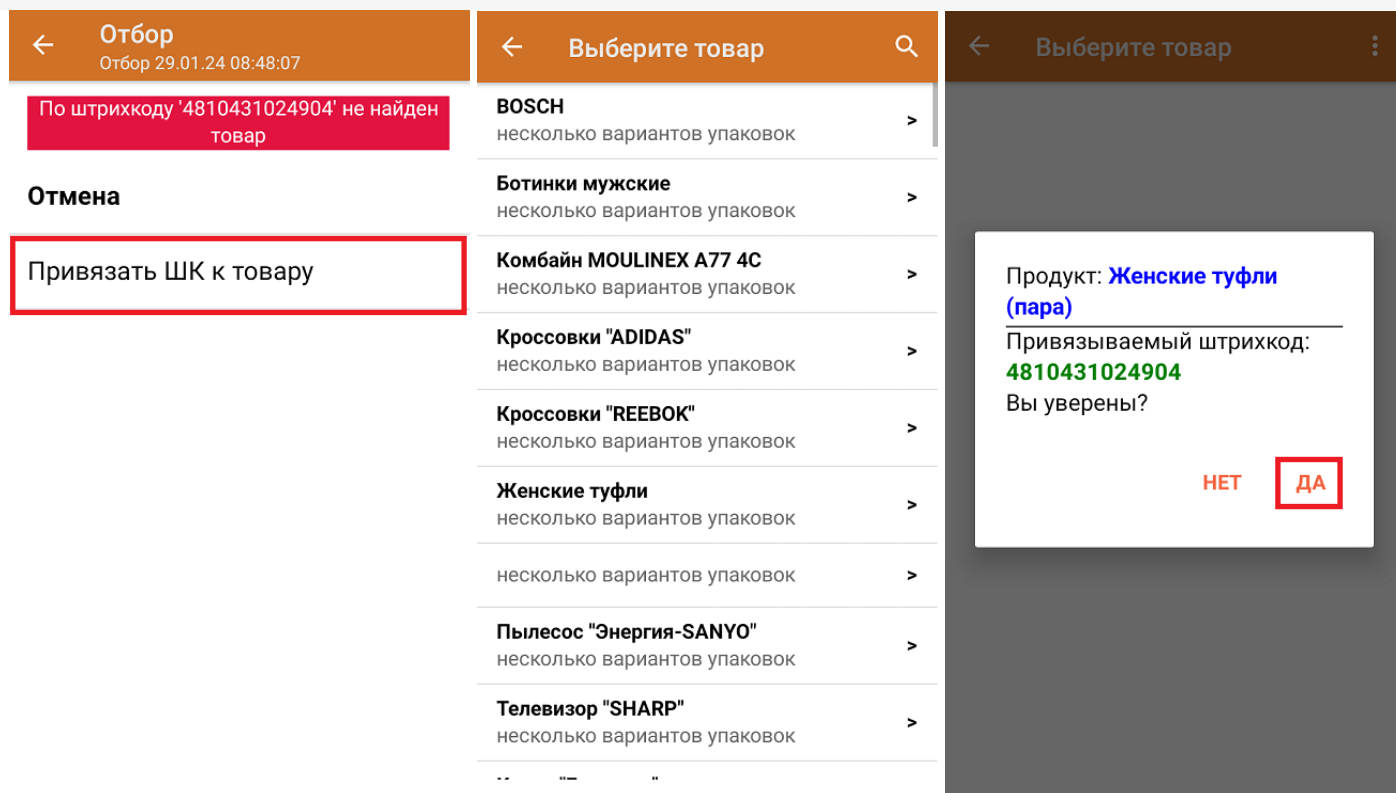 Отбор
Отбор 29.01.24 08:48:07
По штрихкоду '4810431024904' не найден
товар
Отмена
Привязать ШК к товару
Выберите товар
BOSCH
несколько вариантов упаковок
>
Ботинки мужские
несколько вариантов упаковок
>
Комбайн MOULINEX A77 4C
несколько вариантов упаковок
>
Кроссовки "ADIDAS"
несколько вариантов упаковок
>
Кроссовки "REEBOK"
несколько вариантов упаковок
>
Женские туфли
несколько вариантов упаковок
>
несколько вариантов упаковок
>
Пылесос "Энергия-SANYO"
несколько вариантов упаковок
>
Телевизор "SHARP"
несколько вариантов упаковок
>
Выберите товар
Продукт: Женские туфли
(пара)
Привязываемый штрихкод:
4810431024904
Вы уверены?
НЕТ ДА